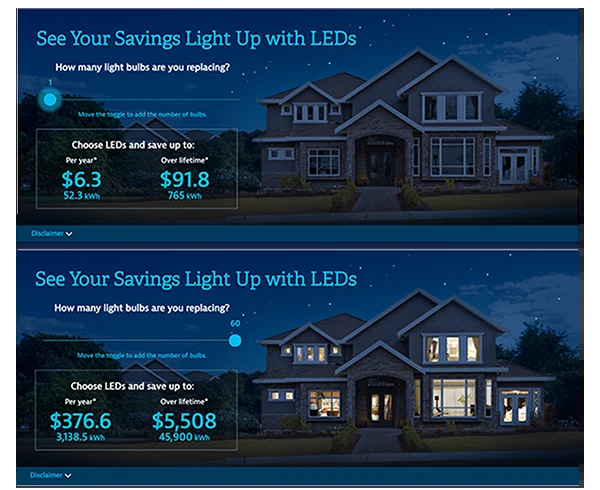 See Your Savings Light Up with LEDs
How many light bulbs are you replacing?
1
Move the toggle to add the number of bulbs.
Choose LEDs and save up to:
Per year* Over lifetime*
$6.3 $91.8
52.3 kWh 765 kWh
Disclaimer
See Your Savings Light Up with LEDs
How many light bulbs are you replacing?
60
Move the toggle to add the number of bulbs.
Choose LEDs and save up to:
Per year* Over lifetime*
$376.6 $5,508
3,138.5 kWh 45,900 kWh
Disclaimer